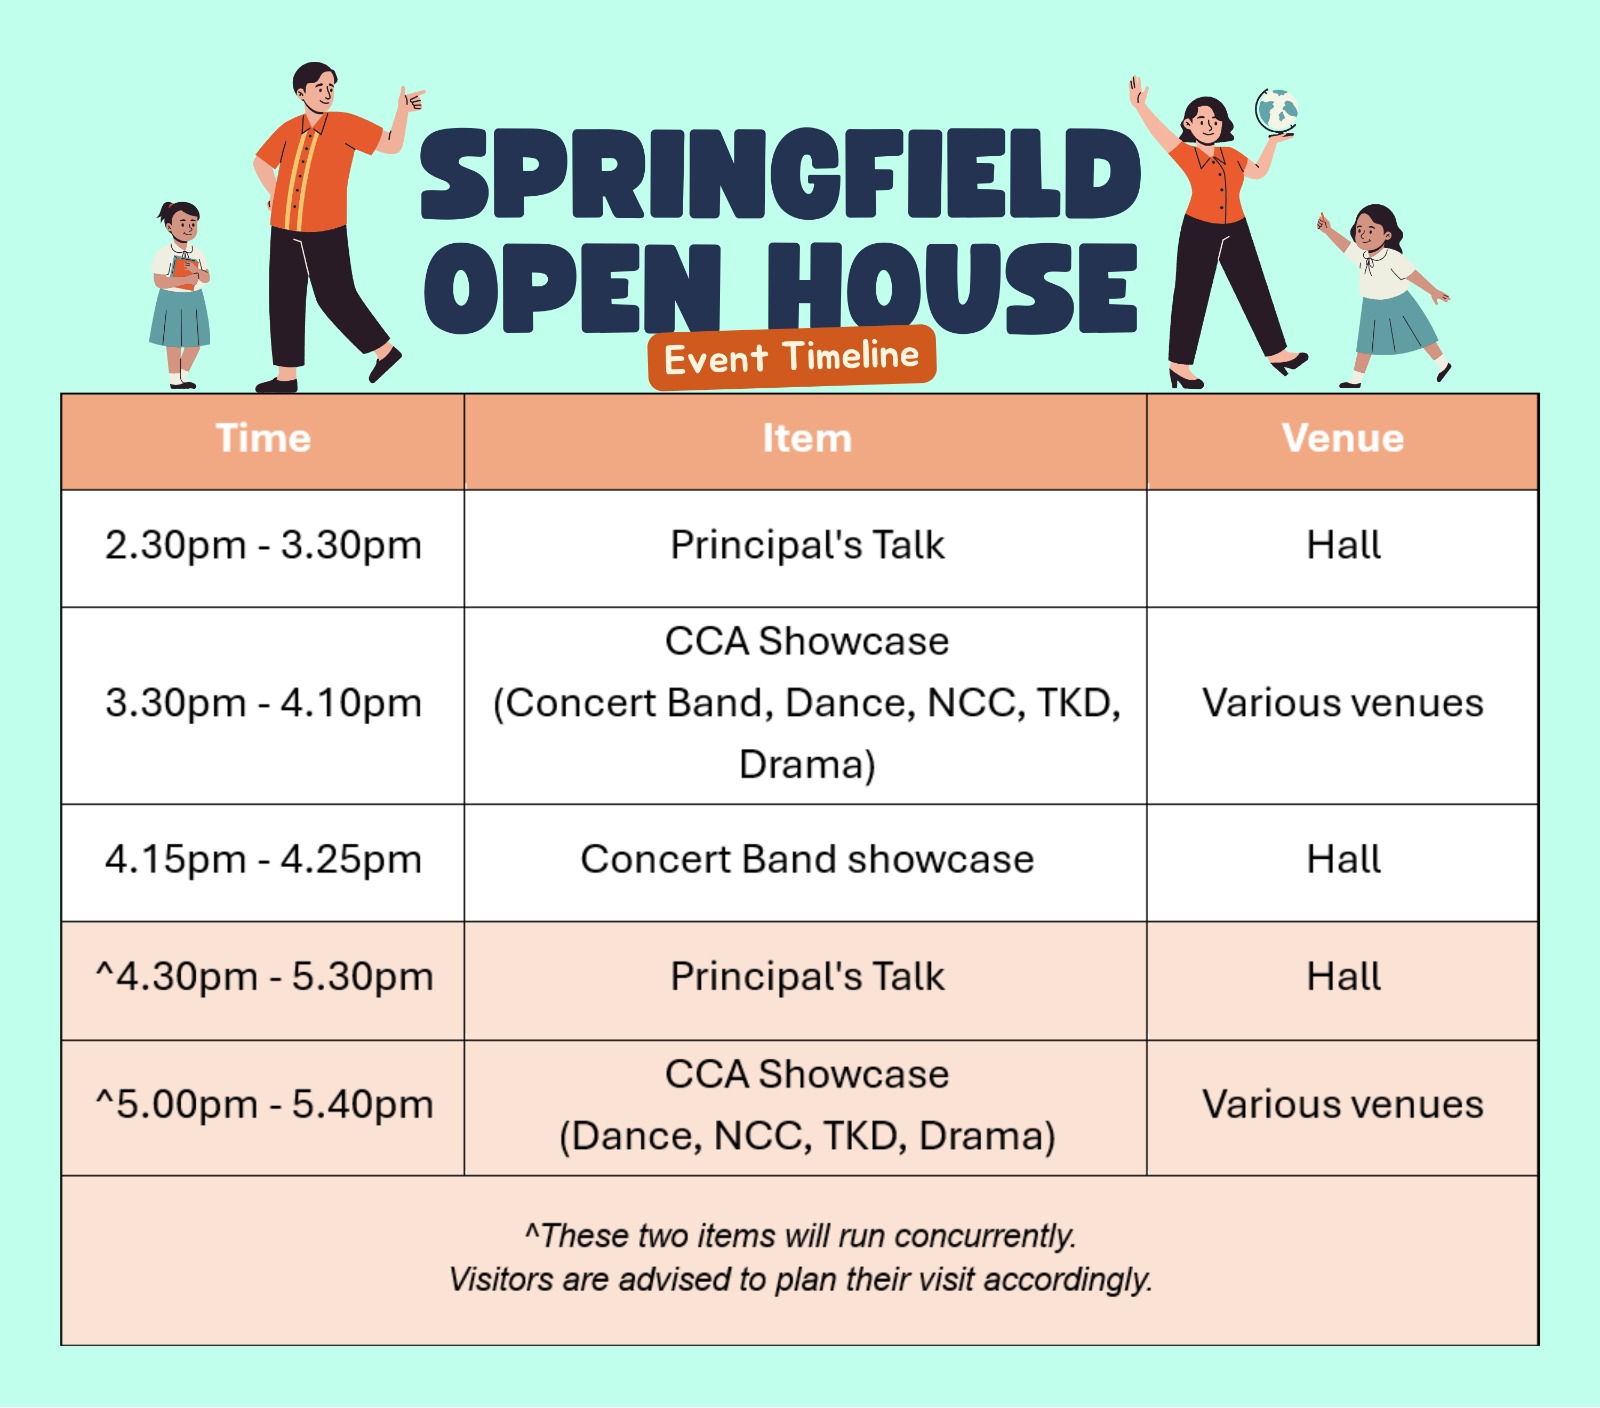 SPRINGFIELD
OPEN HOUSE
Event Timeline
Time Item Venue
2.30pm - 3.30pm Principal's Talk Hall
CCA Showcase
3.30pm - 4.10pm (Concert Band, Dance, NCC, TKD, Various venues
Drama)
4.15pm - 4.25pm Concert Band showcase Hall
^4.30pm - 5.30pm Principal's Talk Hall
^5.00pm - 5.40pm CCA Showcase Various venues
(Dance, NCC, TKD, Drama)
^These two items will run concurrently.
Visitors are advised to plan their visit accordingly.